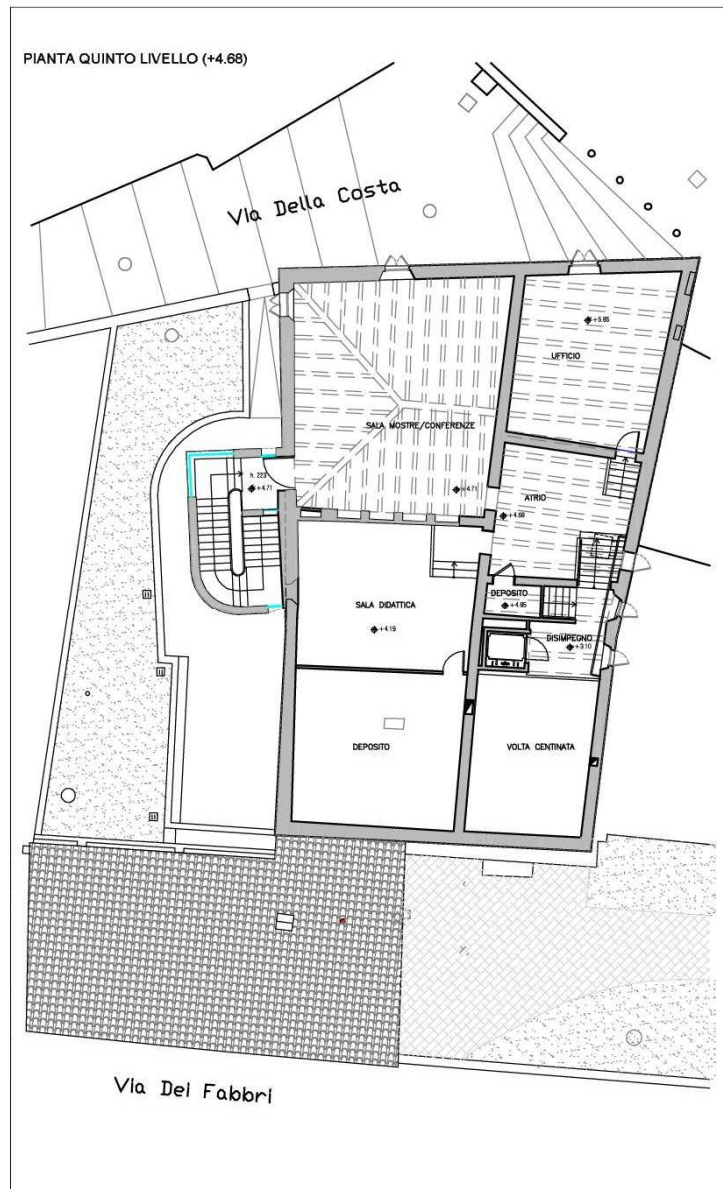 PIANTA QUINTO LIVELLO (+4.68)
Via Della Costa
+5.65
UFFICIO
SALA MOSTRE/CONFERENZE
h. 223
+4.71
+4.71
ATRIO
+4.68
DEPOSITO
+4.85
SALA DIDATTICA
+4.19
DISIMPEGNO
+3.10
DEPOSITO
VOLTA CENTINATA
Via Dei Fabbri